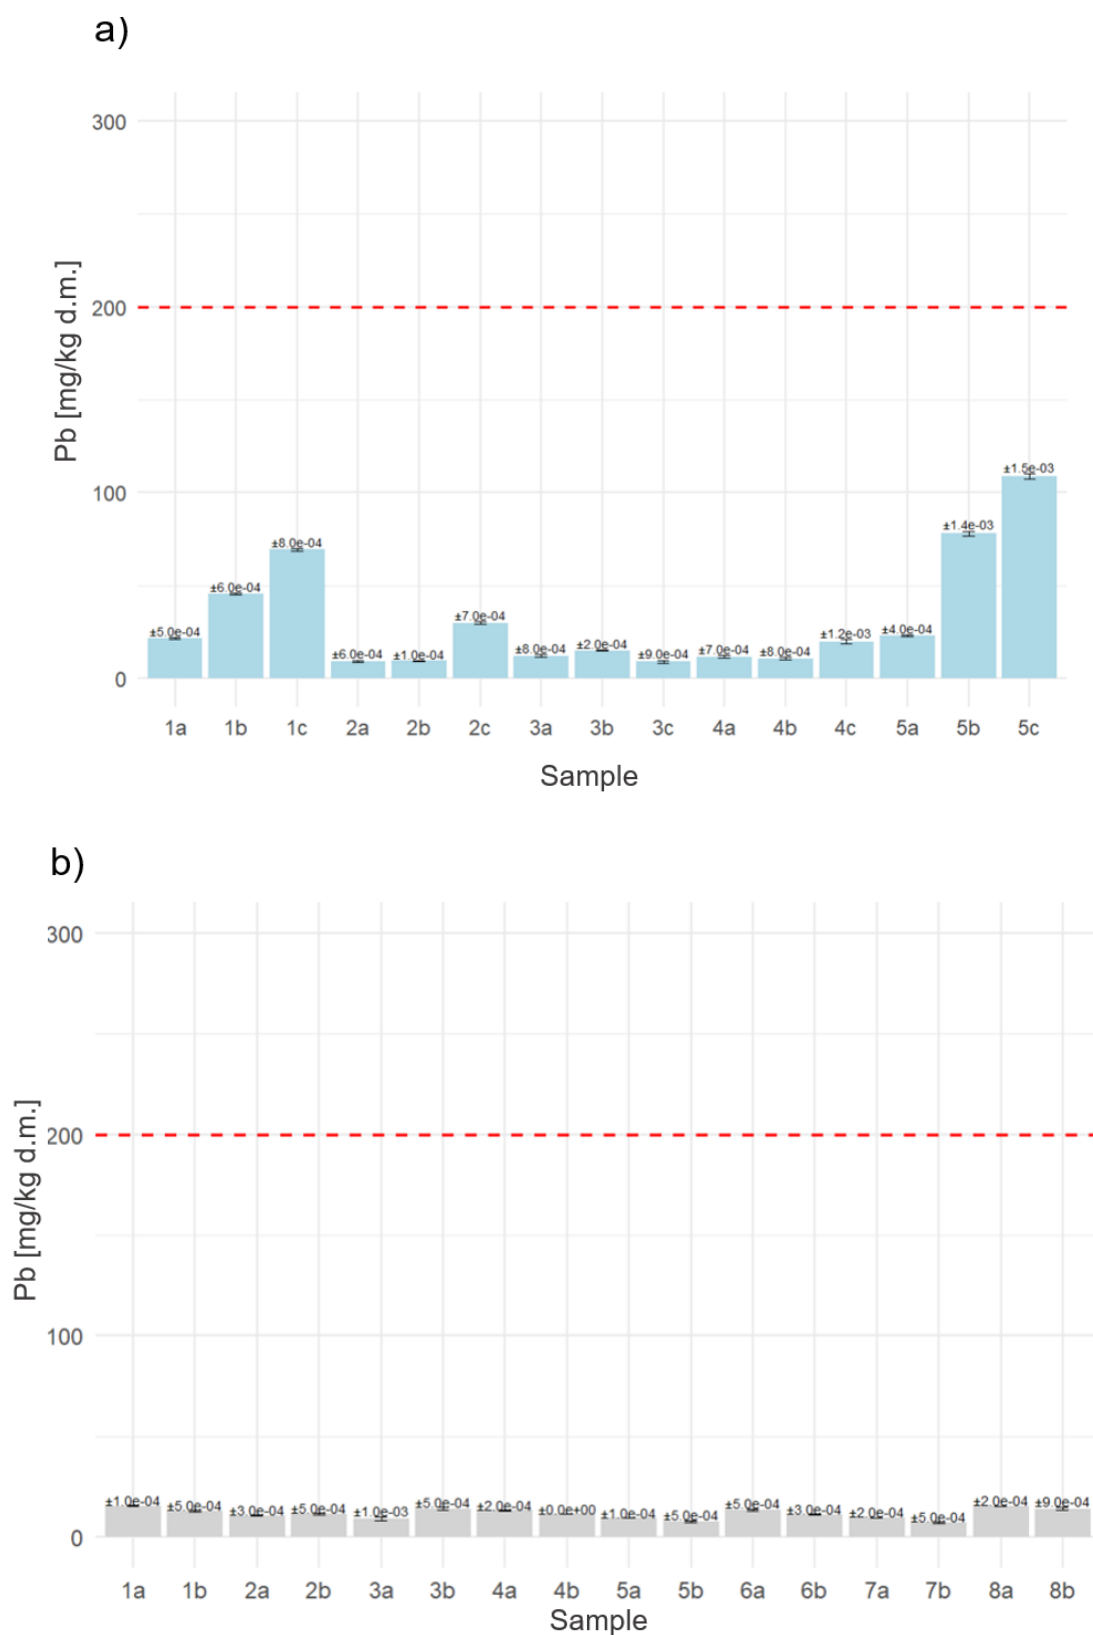 a)
300
200
100
0
Pb [mg/kg d.m.]
±5.0e-04
±6.0e-04
±8.0e-04
±6.0e-04
±1.0e-04
±7.0e-04
±8.0e-04
±2.0e-04
±9.0e-04
±7.0e-04
±8.0e-04
±1.2e-03
±4.0e-04
±1.4e-03
±1.5e-03
1a 1b 1c 2a 2b 2c 3a 3b 3c 4a 4b 4c 5a 5b 5c
Sample
b)
300
200
100
0
Pb [mg/kg d.m.]
±1.0e-04
±5.0e-04
±3.0e-04
±5.0e-04
±1.0e-03
±5.0e-04
±2.0e-04
±0.0e+00
±1.0e-04
±5.0e-04
±5.0e-04
±3.0e-04
±2.0e-04
±5.0e-04
±2.0e-04
±9.0e-04
1a 1b 2a 2b 3a 3b 4a 4b 5a 5b 6a 6b 7a 7b 8a 8b
Sample